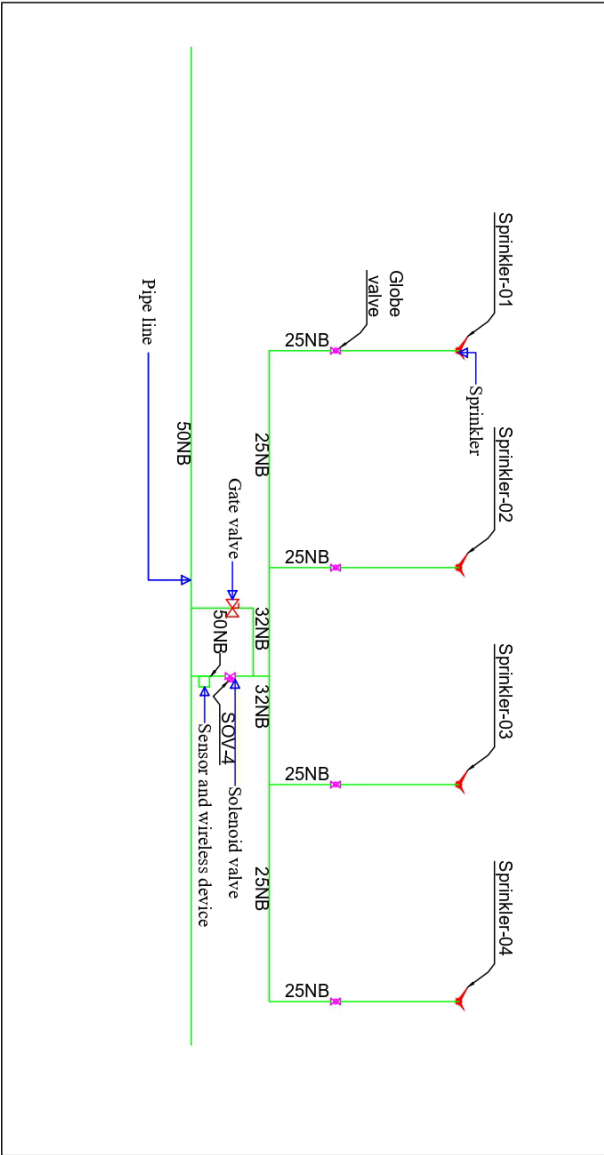 Sprinkler-01
Sprinkler-02
Sprinkler-03
Sprinkler-04
Sprinkler
Globe
valve
25NB
25NB
25NB
25NB
25NB
32NB
32NB
25NB
Gate valve
50NB
SOV-4
Solenoid valve
Sensor and wireless device
50NB
Pipe line